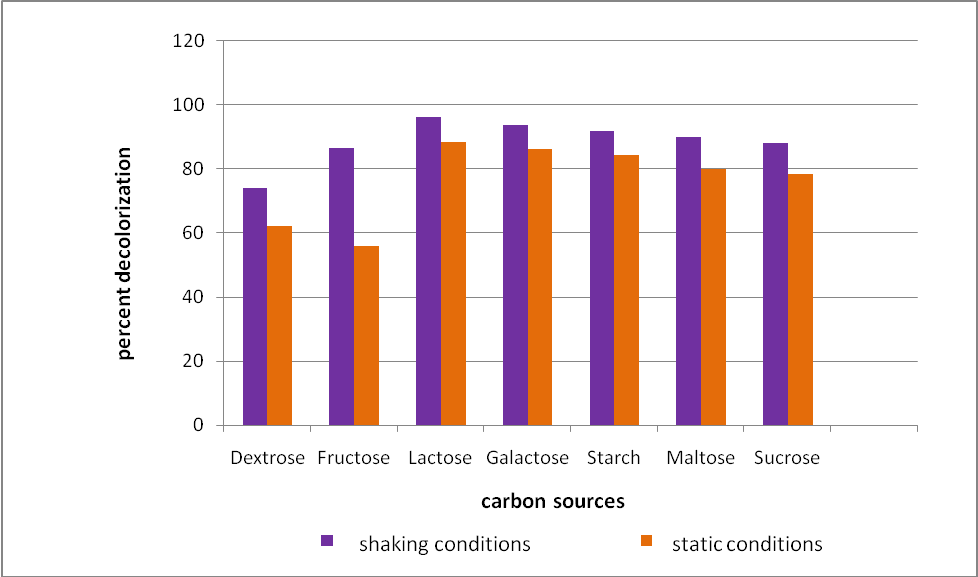 120
100
80
60
40
20
0
percent decolorization
Dextrose Fructose Lactose Galactose Starch Maltose Sucrose
carbon sources
shaking conditions static conditions